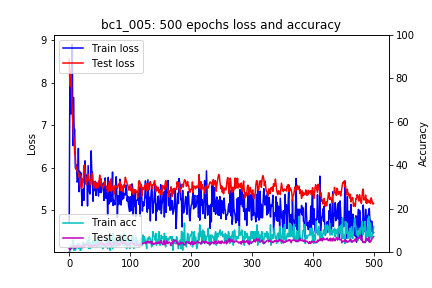 bc1_005: 500 epochs loss and accuracy
Train loss
Test loss
Train acc
Test acc
Loss
Accuracy
9
8
7
6
5
100
80
60
40
20
0
0 100 200 300 400 500